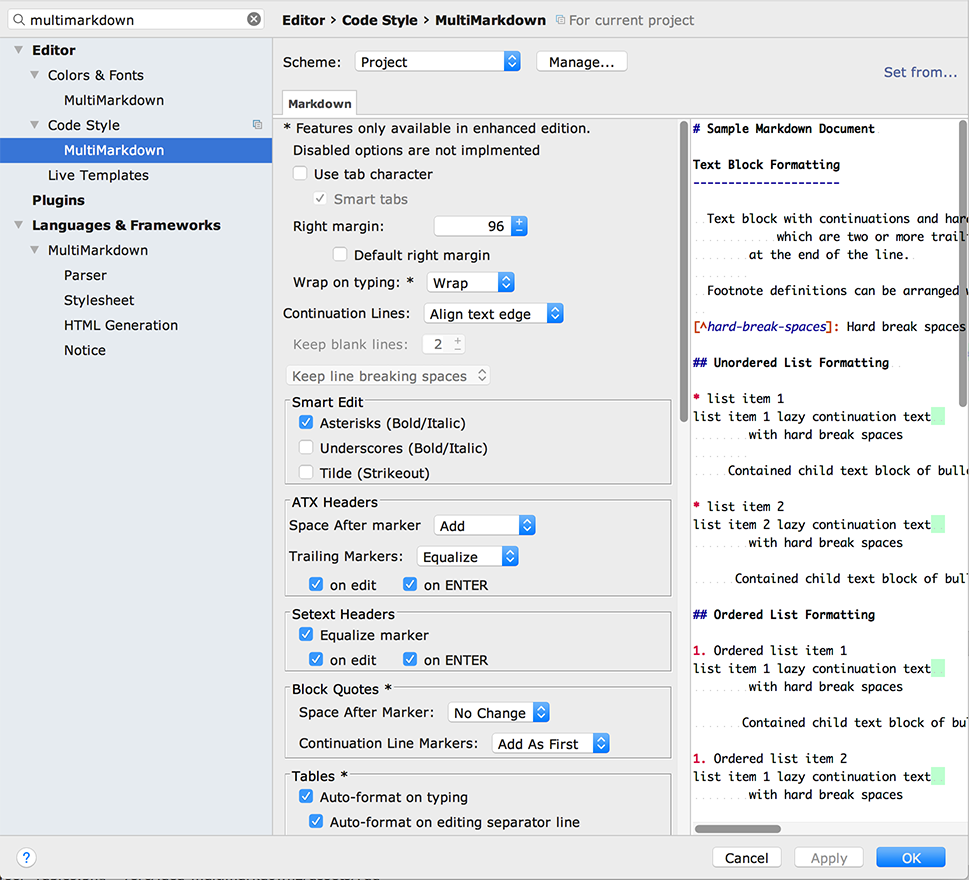 multimarkdown
Editor
Colors & Fonts
MultiMarkdown
Code Style
MultiMarkdown
Live Templates
Plugins
Languages & Frameworks
MultiMarkdown
Parser
Stylesheet
HTML Generation
Notice
Editor › Code Style › MultiMarkdown For current project
Scheme: Project Manage...
Set from...
Markdown
* Features only available in enhanced edition.
Disabled options are not implmented
Use tab character
Smart tabs
Right margin: 96
Default right margin
Wrap on typing: * Wrap
Continuation Lines: Align text edge
Keep blank lines: 2
Keep line breaking spaces
Smart Edit
Asterisks (Bold/Italic)
Underscores (Bold/Italic)
Tilde (Strikeout)
ATX Headers
Space After marker Add
Trailing Markers: Equalize
on edit on ENTER
Setext Headers
Equalize marker
on edit on ENTER
Block Quotes *
Space After Marker: No Change
Continuation Line Markers: Add As First
Tables *
Auto-format on typing
Auto-format on editing separator line
# Sample Markdown Document
Text Block Formatting
---------------------
Text block with continuations and har
which are two or more trail
at the end of the line.
Footnote definitions can be arranged w
[^hard-break-spaces]: Hard break spaces
## Unordered List Formatting
* list item 1
list item 1 lazy continuation text
with hard break spaces
Contained child text block of bull
* list item 2
list item 2 lazy continuation text
with hard break spaces
Contained child text block of bul
## Ordered List Formatting
1. Ordered list item 1
list item 1 lazy continuation text
with hard break spaces
Contained child text block of bu
1. Ordered list item 2
list item 1 lazy continuation text
with hard break spaces
? Cancel Apply OK